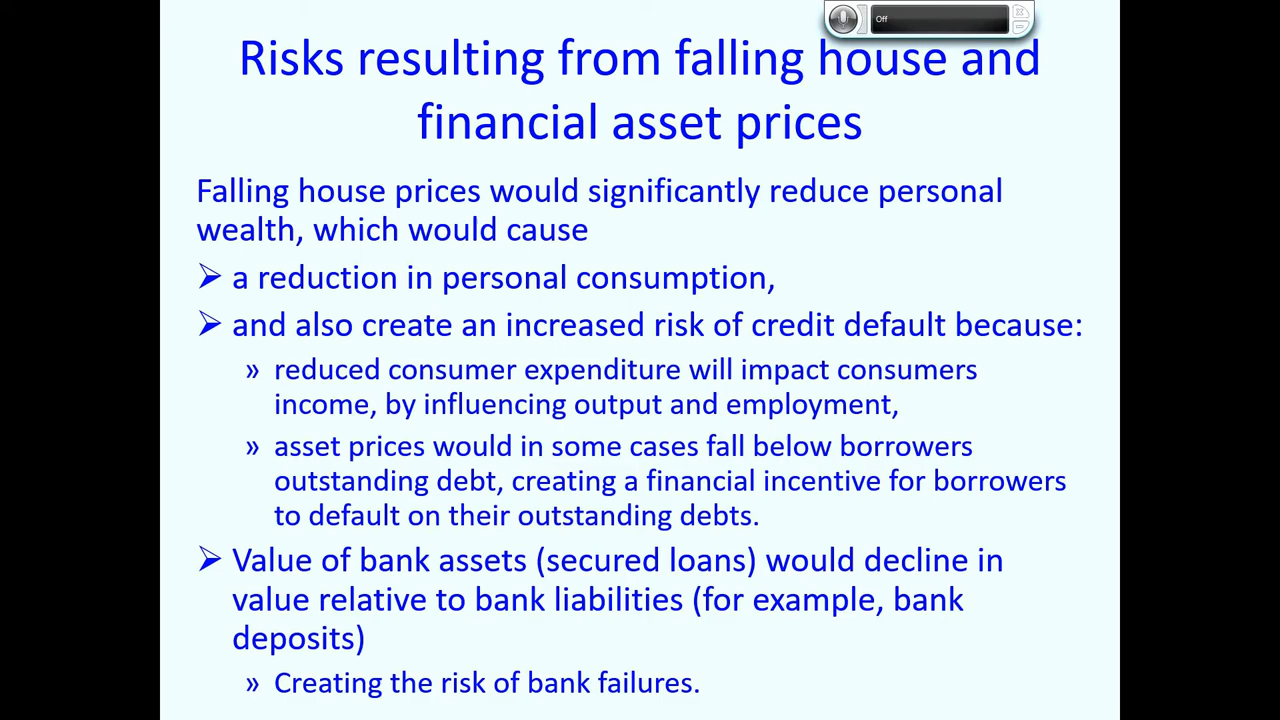 Off
Risks resulting from falling house and
financial asset prices
Falling house prices would significantly reduce personal
wealth, which would cause
➢ a reduction in personal consumption,
➢ and also create an increased risk of credit default because:
» reduced consumer expenditure will impact consumers
income, by influencing output and employment,
» asset prices would in some cases fall below borrowers
outstanding debt, creating a financial incentive for borrowers
to default on their outstanding debts.
➢ Value of bank assets (secured loans) would decline in
value relative to bank liabilities (for example, bank
deposits)
» Creating the risk of bank failures.